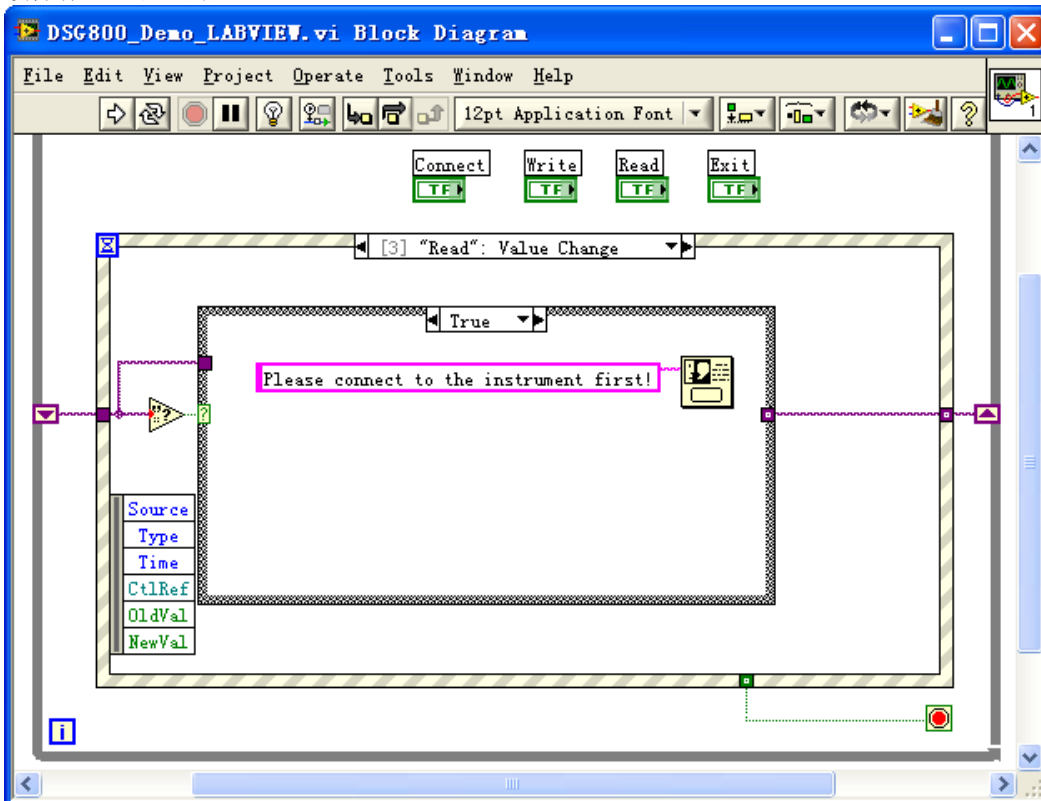 DSG800_Demo_LABVIEW.vi Block Diagram
File Edit View Project Operate Tools Window Help
12pt Application Font
1
Connect Write Read Exit
TF TF TF TF
[3] "Read": Value Change
True
Please connect to the instrument first!
"?
?
Source
Type
Time
CtlRef
OldVal
NewVal
i